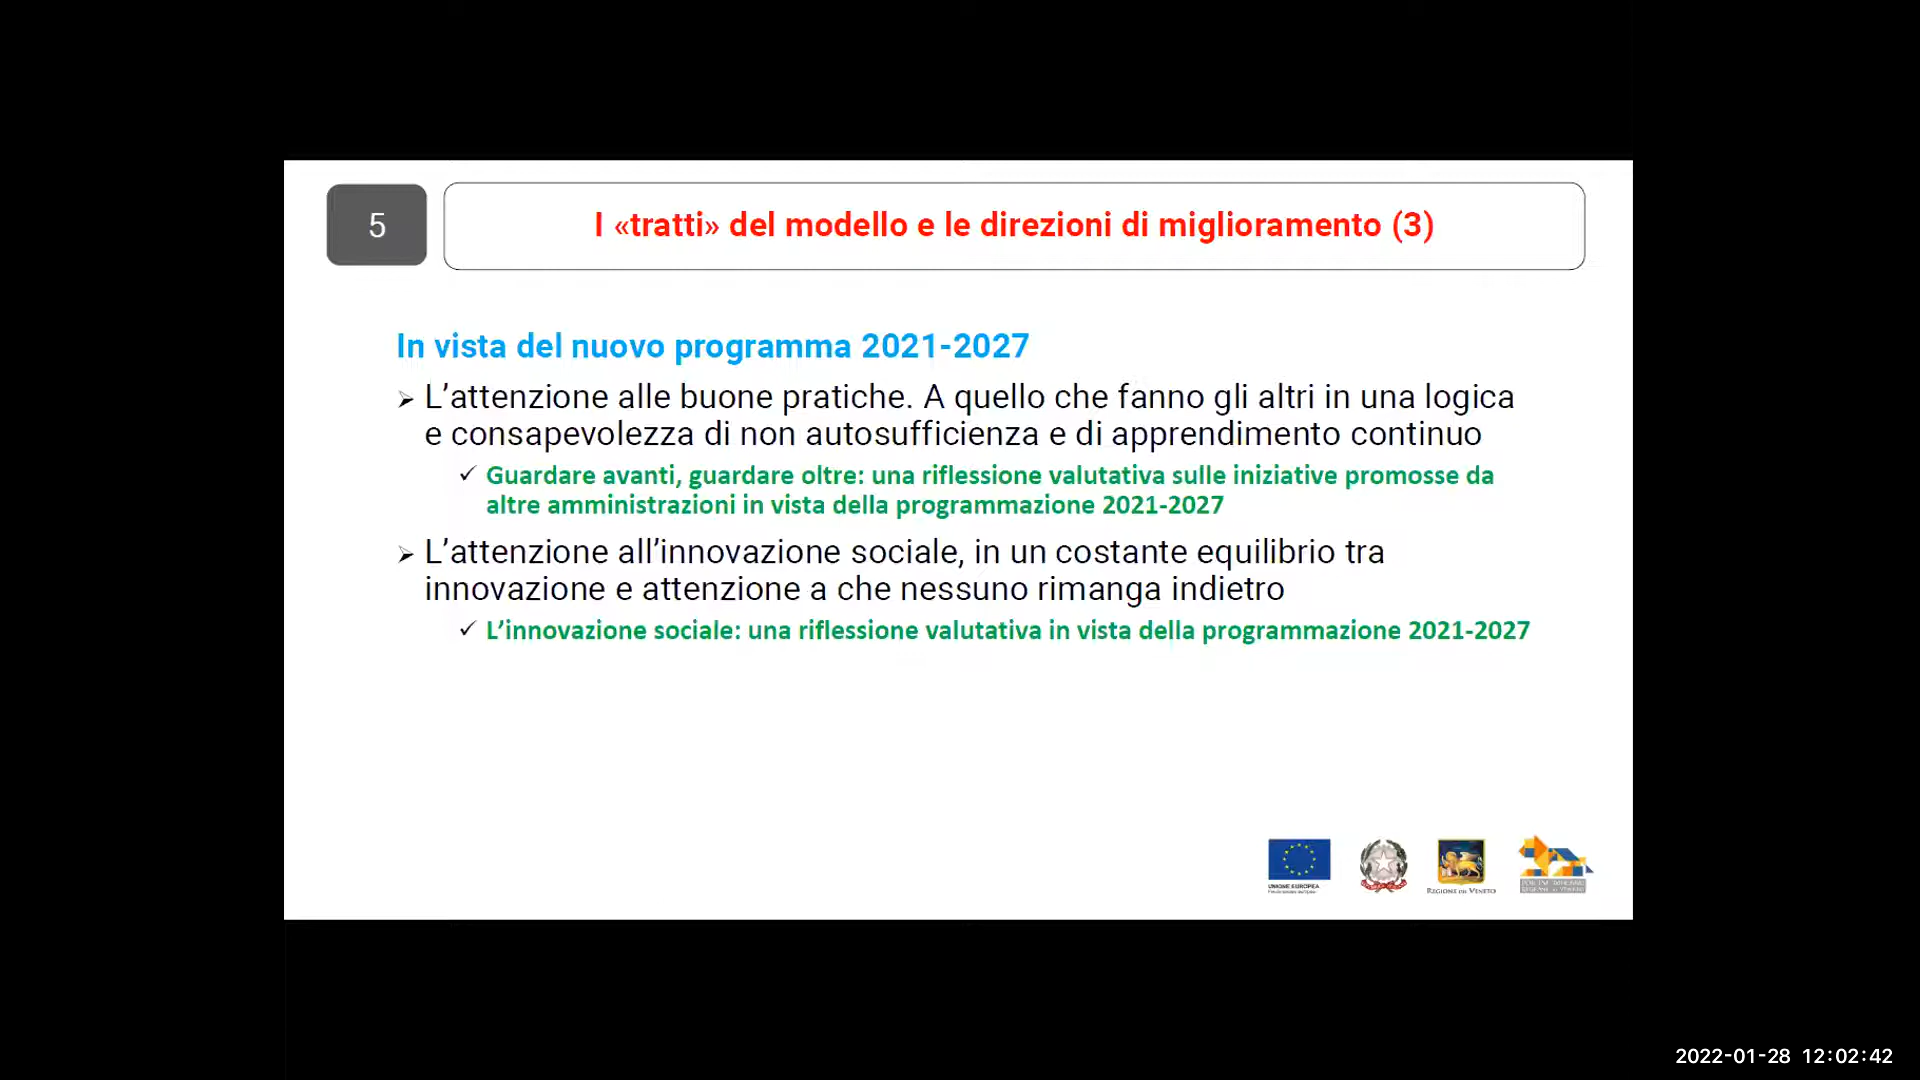 5
I «tratti» del modello e le direzioni di miglioramento (3)
In vista del nuovo programma 2021-2027
L’attenzione alle buone pratiche. A quello che fanno gli altri in una logica
e consapevolezza di non autosufficienza e di apprendimento continuo
✓ Guardare avanti, guardare oltre: una riflessione valutativa sulle iniziative promosse da
altre amministrazioni in vista della programmazione 2021-2027
L’attenzione all’innovazione sociale, in un costante equilibrio tra
innovazione e attenzione a che nessuno rimanga indietro
✓ L’innovazione sociale: una riflessione valutativa in vista della programmazione 2021-2027
UNIONE EUROPEA
REGIONE DEL VENETO
2022-01-28 12:02:42